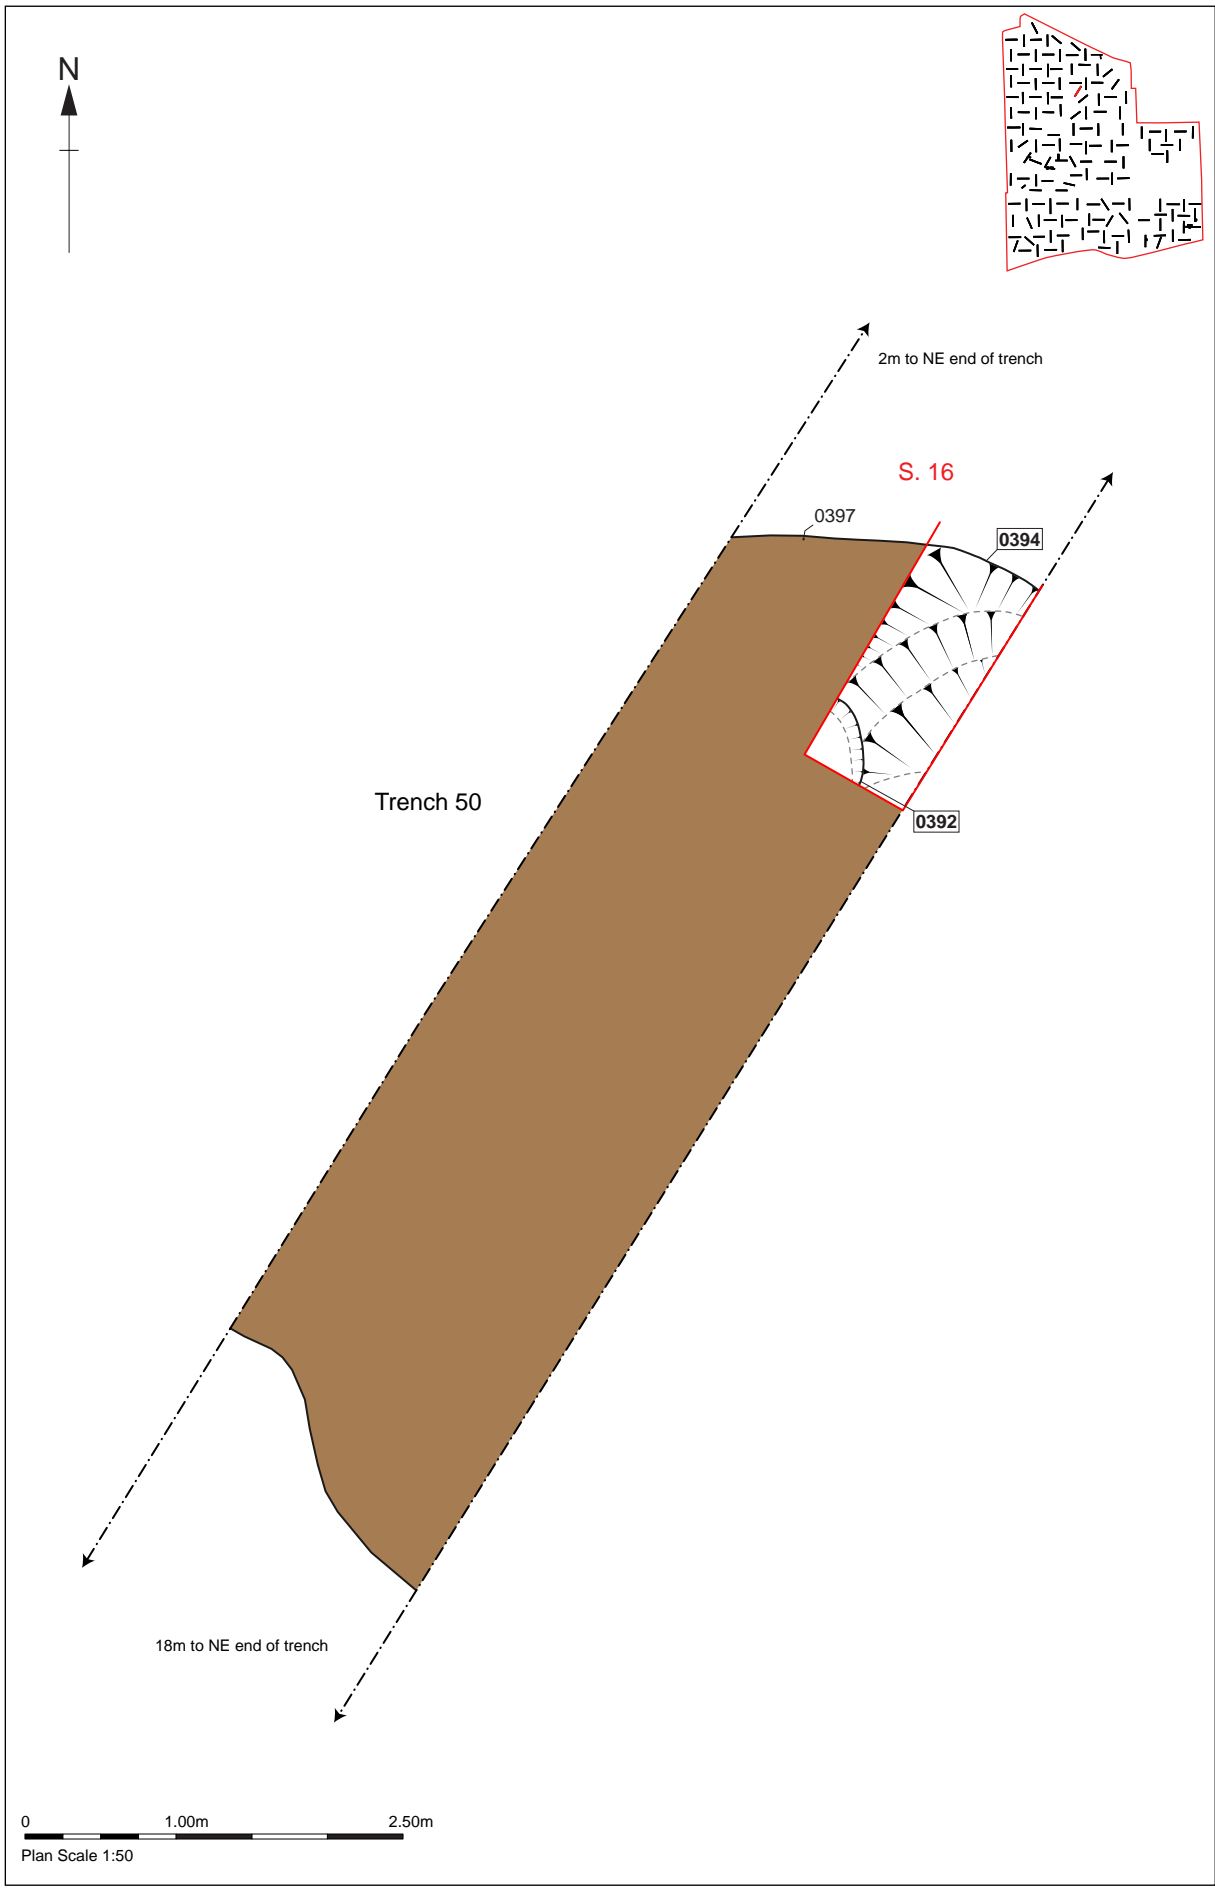 N
2m to NE end of trench
S. 16
0397
0394
Trench 50
0392
18m to NE end of trench
0 1.00m 2.50m
Plan Scale 1:50